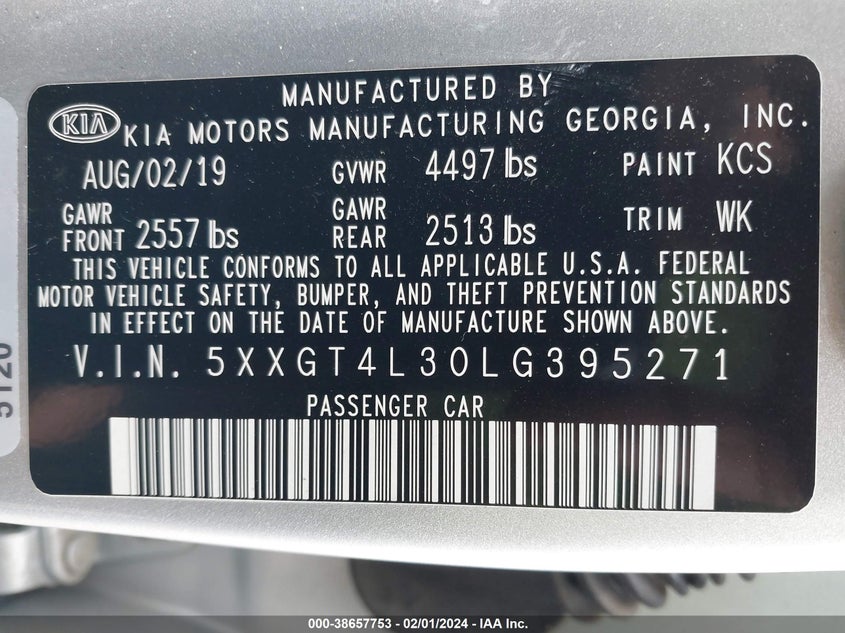 MANUFACTURED BY
KIA KIA MOTORS MANUFACTURING GEORGIA, INC.
AUG/02/19 GVWR 4497 lbs PAINT KCS
GAWR FRONT 2557 lbs GAWR REAR 2513 lbs TRIM WK
THIS VEHICLE CONFORMS TO ALL APPLICABLE U.S.A. FEDERAL
MOTOR VEHICLE SAFETY, BUMPER, AND THEFT PREVENTION STANDARDS
IN EFFECT ON THE DATE OF MANUFACTURE SHOWN ABOVE.
V.I.N. 5XXGT4L30LG395271
PASSENGER CAR
000-38657753 - 02/01/2024 - IAA Inc.